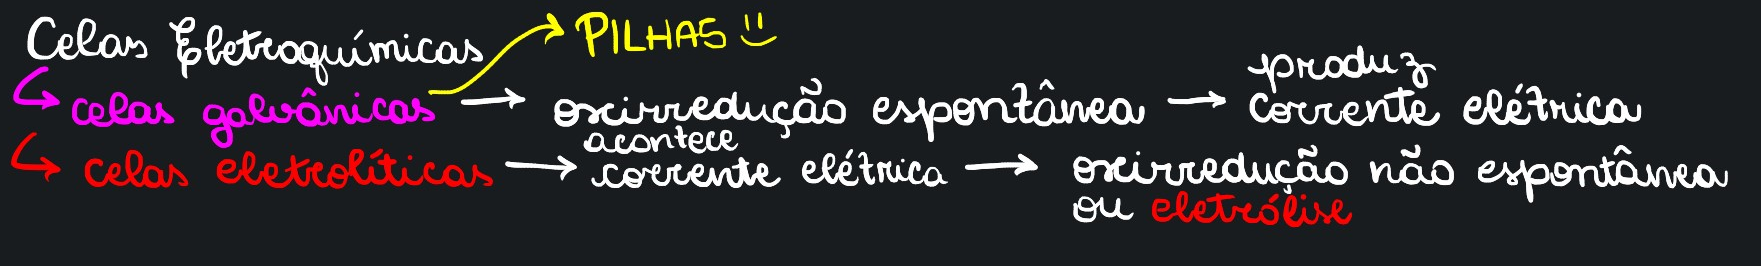 Celas Eletroquímicas → PILHAS
celas galvânicas → oxirredução espontânea → produz corrente elétrica
celas eletrolíticas → acontece corrente elétrica → oxirredução não espontânea
ou eletrólise